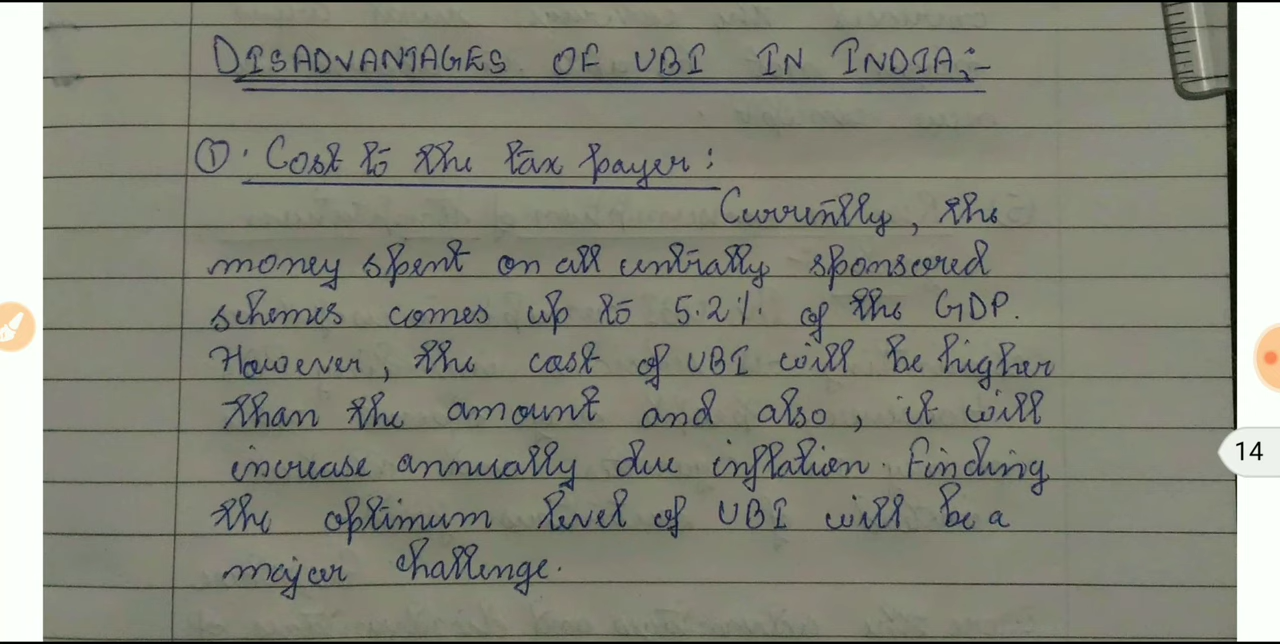 DISADVANTAGES OF UBI IN INDIA:-
①. Cost to the tax payer:
Currently, the
money spent on all centrally sponsored
schemes comes up to 5.2%. of the GDP.
However, the cost of UBI will be higher
than the amount and also, it will
increase annually due inflation. Finding
the optimum level of UBI will be a
major challenge.
14